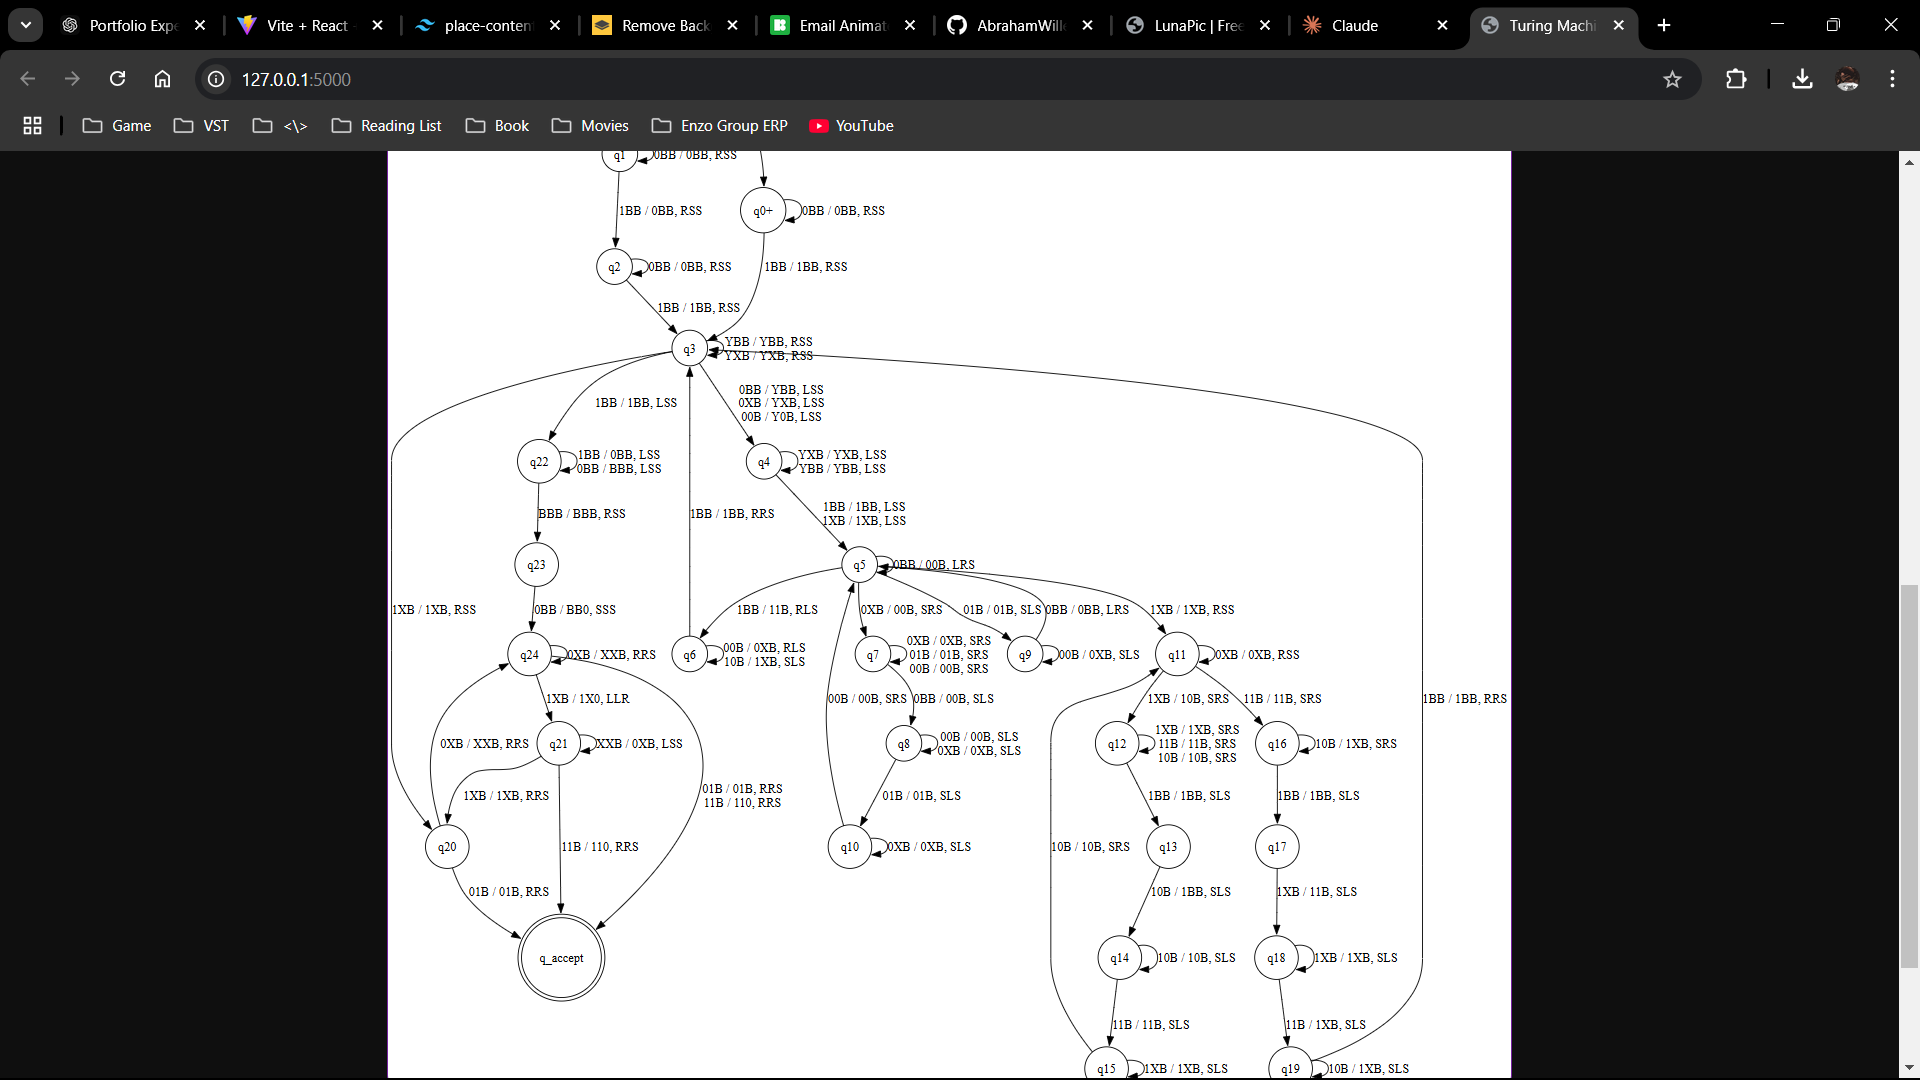 Portfolio Expe
Vite + React
place-conten
Remove Back
Email Animat
AbrahamWill
LunaPic | Free
Claude
Turing Machi
127.0.0.1:5000
Game
VST
<\>
Reading List
Book
Movies
Enzo Group ERP
YouTube
q1
0BB / 0BB, RSS
1BB / 0BB, RSS
q0+
0BB / 0BB, RSS
q2
0BB / 0BB, RSS
1BB / 1BB, RSS
1BB / 1BB, RSS
q3
YBB / YBB, RSS
YXB / YXB, RSS
1BB / 1BB, LSS
0BB / YBB, LSS
0XB / YXB, LSS
00B / Y0B, LSS
q22
1BB / 0BB, LSS
0BB / BBB, LSS
q4
YXB / YXB, LSS
YBB / YBB, LSS
BBB / BBB, RSS
1BB / 1BB, RRS
1BB / 1BB, LSS
1XB / 1XB, LSS
q23
q5
0BB / 00B, LRS
1XB / 1XB, RSS
0BB / BB0, SSS
1BB / 11B, RLS
0XB / 00B, SRS
01B / 01B, SLS
0BB / 0BB, LRS
1XB / 1XB, RSS
q24
0XB / XXB, RRS
q6
00B / 0XB, RLS
10B / 1XB, SLS
q7
0XB / 0XB, SRS
01B / 01B, SRS
00B / 00B, SRS
q9
00B / 0XB, SLS
q11
0XB / 0XB, RSS
1XB / 1X0, LLR
00B / 00B, SRS
0BB / 00B, SLS
1XB / 10B, SRS
11B / 11B, SRS
1BB / 1BB, RRS
0XB / XXB, RRS
q21
XXB / 0XB, LSS
q8
00B / 00B, SLS
0XB / 0XB, SLS
q12
1XB / 1XB, SRS
11B / 11B, SRS
10B / 10B, SRS
q16
10B / 1XB, SRS
1XB / 1XB, RRS
01B / 01B, RRS
11B / 110, RRS
01B / 01B, SLS
1BB / 1BB, SLS
1BB / 1BB, SLS
q20
11B / 110, RRS
q10
0XB / 0XB, SLS
10B / 10B, SRS
q13
q17
01B / 01B, RRS
10B / 1BB, SLS
1XB / 11B, SLS
q_accept
q14
10B / 10B, SLS
q18
1XB / 1XB, SLS
11B / 11B, SLS
11B / 1XB, SLS
q15
1XB / 1XB, SLS
q19
10B / 1XB, SLS